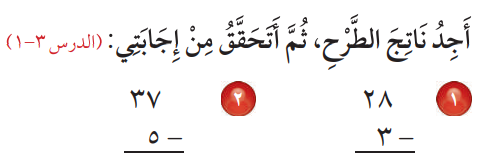 أَجِدُ نَاتِجَ الطَّرْحِ، ثُمَّ أَتَحَقَّقُ مِنْ إِجَابَتِي: (الدرس ٣-١)
١ ٢٨ ٢ ٣٧
٣ - ٥ -